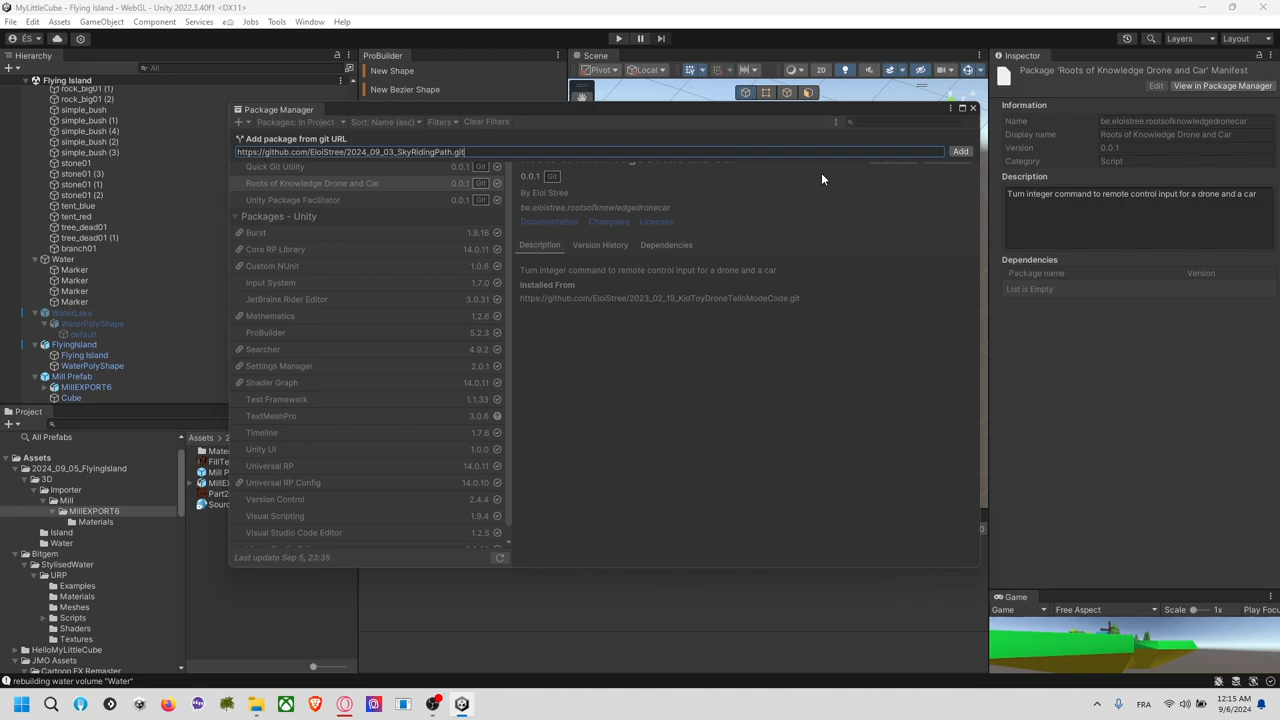 MyLittleCube - Flying Island - WebGL - Unity 2022.3.40f1 <DX11>
File Edit Assets GameObject Component Services Jobs Tools Window Help
ÉS Layers Layout
Hierarchy
All
Flying Island
rock_big01 (1)
rock_big01 (2)
simple_bush
simple_bush (1)
simple_bush (4)
simple_bush (2)
simple_bush (3)
stone01
stone01 (3)
stone01 (1)
stone01 (2)
tent_blue
tent_red
tree_dead01
tree_dead01 (1)
branch01
Water
Marker
Marker
Marker
Marker
WaterLake
WaterPolyShape
default
FlyingIsland
Flying Island
WaterPolyShape
Mill Prefab
MillEXPORT6
Cube
ProBuilder
New Shape
New Bezier Shape
Scene
Pivot Local 2D
Package Manager
Packages: In Project Sort: Name (asc) Filters Clear Filters
Add package from git URL
https://github.com/EloiStree/2024_09_03_SkyRidingPath.git Add
Quick Git Utility 0.0.1 Git
Roots of Knowledge Drone and Car 0.0.1 Git
Unity Package Facilitator 0.0.1 Git
Packages - Unity
Burst 1.8.16
Core RP Library 14.0.11
Custom NUnit 1.0.6
Input System 1.7.0
JetBrains Rider Editor 3.0.31
Mathematics 1.2.6
ProBuilder 5.2.3
Searcher 4.9.2
Settings Manager 2.0.1
Shader Graph 14.0.11
Test Framework 1.1.33
TextMeshPro 3.0.6
Timeline 1.7.6
Unity UI 1.0.0
Universal RP 14.0.11
Universal RP Config 14.0.10
Version Control 2.4.4
Visual Scripting 1.9.4
Visual Studio Code Editor 1.2.5
Last update Sep 5, 23:35
0.0.1 Git
By Eloi Stree
be.eloistree.rootsofknowledgedronecar
Documentation Changelog Licenses
Description Version History Dependencies
Turn integer command to remote control input for a drone and a car
Installed From
https://github.com/EloiStree/2023_02_19_KidToyDroneTelloModeCode.git
Inspector
Package 'Roots of Knowledge Drone and Car' Manifest
Edit View in Package Manager
Information
Name be.eloistree.rootsofknowledgedronecar
Display Name Roots of Knowledge Drone and Car
Version 0.0.1
Category Script
Description
Turn integer command to remote control input for a drone and a car
Dependencies
Package name Version
List is Empty
Project
All Prefabs
Assets
2024_09_05_FlyingIsland
3D
Importer
Mill
MillEXPORT6
Materials
Island
Water
Bitgem
StylisedWater
URP
Examples
Materials
Meshes
Scripts
Shaders
Textures
HelloMyLittleCube
JMO Assets
Cartoon FX Remaster
Assets
Game
Game Free Aspect Scale 1x Play Focu
rebuilding water volume "Water"
FRA 12:15 AM
9/6/2024